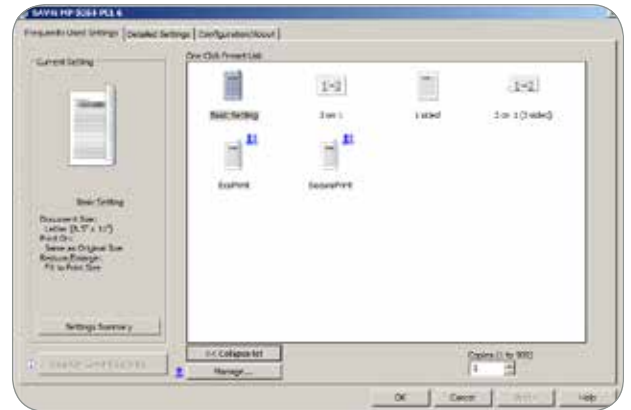 SAVIN MP 5054 PCL 6
Frequently Used Settings
Detailed Settings
Configuration/About
Current Setting
One Click Preset List:
Basic Setting
2 on 1
1 sided
2 on 1 (2 sided)
EcoPrint
SecurePrint
Basic Setting
Document Size:
Letter (8.5" x 11")
Print On:
Same as Original Size
Reduce/Enlarge:
Fit to Print Size
Settings Summary
<< Collapse list
Manage...
Copies (1 to 999)
1
OK
Cancel
Help